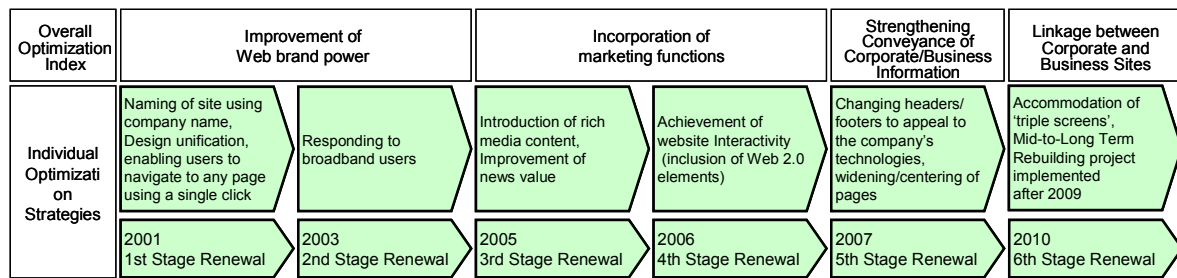 Overall
Optimization
Index
Improvement of
Web brand power
Incorporation of
marketing functions
Strengthening
Conveyance of
Corporate/Business
Information
Linkage between
Corporate and
Business Sites
Individual
Optimizati
on
Strategies
Naming of site using
company name,
Design unification,
enabling users to
navigate to any page
using a single click
Responding to
broadband users
Introduction of rich
media content,
Improvement of
news value
Achievement of
website Interactivity
(inclusion of Web 2.0
elements)
Changing headers/
footers to appeal to
the company's
technologies,
widening/centering of
pages
Accommodation of
‘triple screens’,
Mid-to-Long Term
Rebuilding project
implemented
after 2009
2001
1st Stage Renewal
2003
2nd Stage Renewal
2005
3rd Stage Renewal
2006
4th Stage Renewal
2007
5th Stage Renewal
2010
6th Stage Renewal